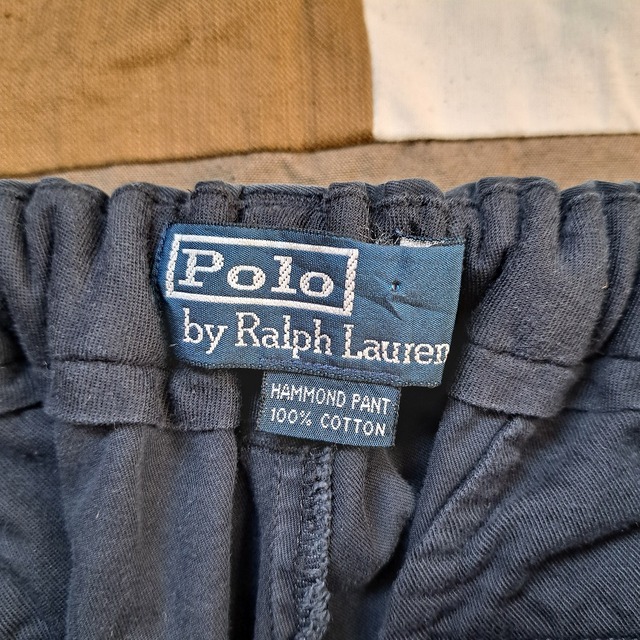 Polo
by Ralph Lauren
HAMMOND PANT
100% COTTON